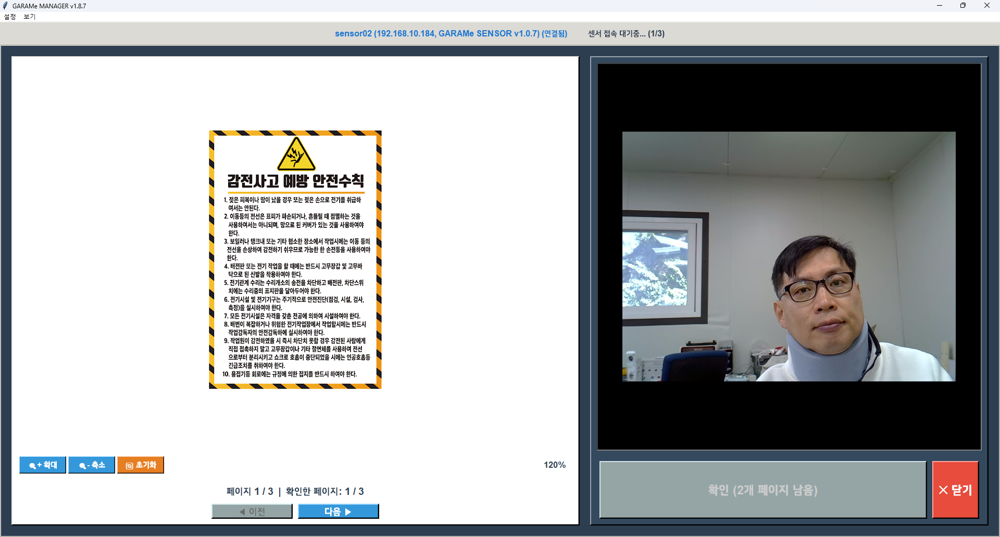 GARAMe MANAGER v1.8.7
설정 보기
sensor02 (192.168.10.184, GARAMe SENSOR v1.0.7) (연결됨) 센서 접속 대기중... (1/3)
감전사고 예방 안전수칙
1. 젖은 피복이나 땀이 났을 경우 또는 젖은 손으로 전기를 취급하
여서는 안된다.
2. 이동등의 전선은 표피가 파손되거나, 흔들릴 때 점멸하는 것을
사용하여서는 아니되며, 망으로 된 커버가 있는 것을 사용하여야
한다.
3. 보일러나 탱크내 또는 기타 협소한 장소에서 작업시에는 이동 등의
전선을 손상하여 감전하기 쉬우므로 가능한 한 손전등을 사용하여야
한다.
4. 배전판 또는 전기 작업을 할 때에는 반드시 고무장갑 및 고무바
닥으로 된 신발을 착용하여야 한다.
5. 전기관계 수리는 수리개소의 송전을 차단하고 배전판, 차단스위
치에는 수리중의 표지판을 달아두어야 한다.
6. 전기시설 및 전기기구는 주기적으로 안전진단(점검, 시설, 검사,
측정)을 실시하여야 한다.
7. 모든 전기시설은 자격을 갖춘 전공에 의하여 시설하여야 한다.
8. 배번이 복잡하거나 위험한 전기작업장에서 작업할시에는 반드시
작업감독자의 안전감독하에 실시하여야 한다.
9. 작업원이 감전하였을 시 즉시 차단치 못할 경우 감전된 사람에게
직접 접촉하지 말고 고무장갑이나 기타 절연체를 사용하여 전선
으로부터 분리시키고 쇼크로 호흡이 중단되었을 시에는 인공호흡등
긴급조치를 취하여야 한다.
10. 용접기등 회로에는 규정에 의한 접지를 반드시 하여야 한다.
+ 확대 - 축소 초기화 120%
페이지 1 / 3 | 확인한 페이지: 1 / 3
◀ 이전 다음 ▶
확인 (2개 페이지 남음)
✕ 닫기